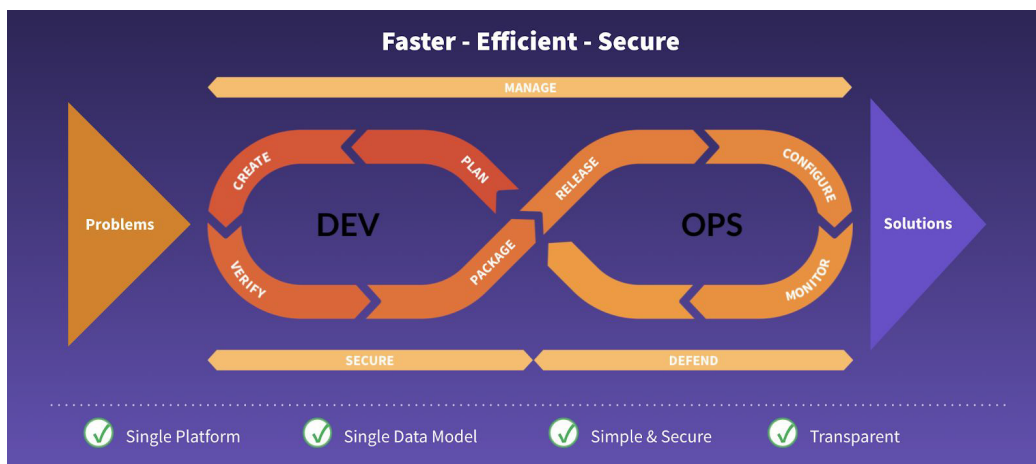 Faster - Efficient - Secure
MANAGE
CREATE
PLAN
RELEASE
CONFIGURE
Problems
DEV
OPS
Solutions
VERIFY
PACKAGE
MONITOR
SECURE
DEFEND
Single Platform
Single Data Model
Simple & Secure
Transparent